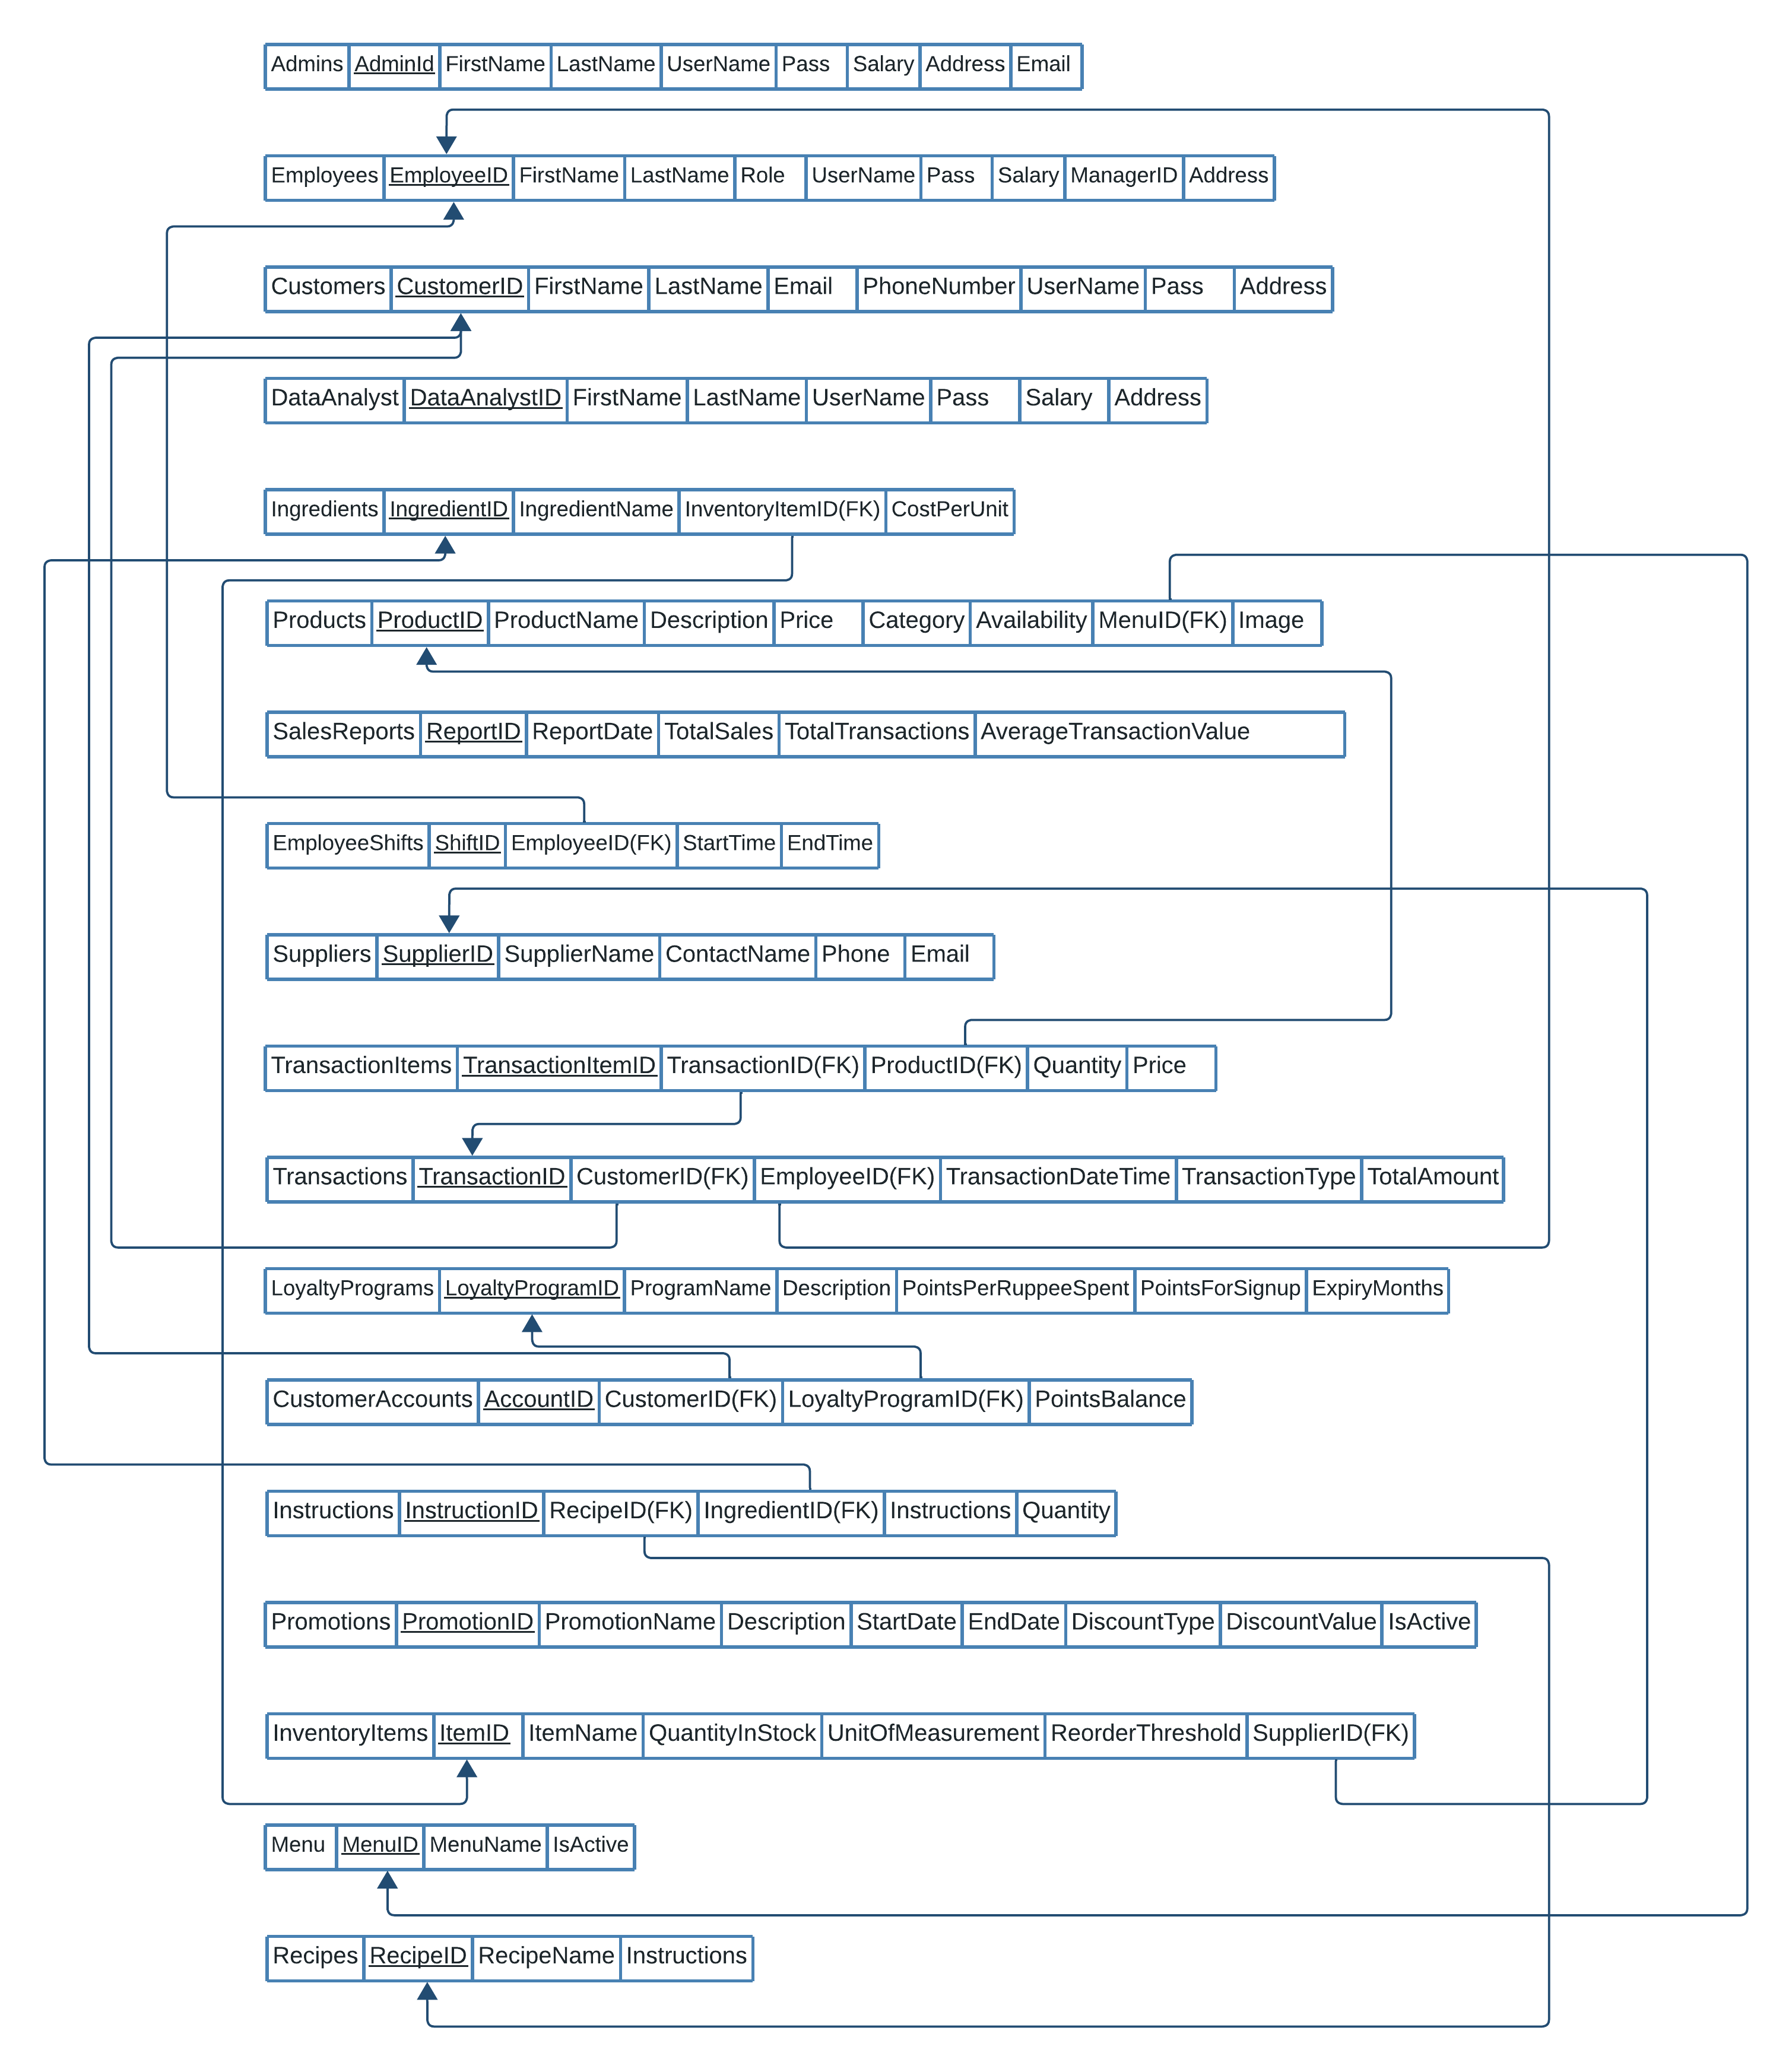 Admins AdminId FirstName LastName UserName Pass Salary Address Email
Employees EmployeeID FirstName LastName Role UserName Pass Salary ManagerID Address
Customers CustomerID FirstName LastName Email PhoneNumber UserName Pass Address
DataAnalyst DataAnalystID FirstName LastName UserName Pass Salary Address
Ingredients IngredientID IngredientName InventoryItemID(FK) CostPerUnit
Products ProductID ProductName Description Price Category Availability MenuID(FK) Image
SalesReports ReportID ReportDate TotalSales TotalTransactions AverageTransactionValue
EmployeeShifts ShiftID EmployeeID(FK) StartTime EndTime
Suppliers SupplierID SupplierName ContactName Phone Email
TransactionItems TransactionItemID TransactionID(FK) ProductID(FK) Quantity Price
Transactions TransactionID CustomerID(FK) EmployeeID(FK) TransactionDateTime TransactionType TotalAmount
LoyaltyPrograms LoyaltyProgramID ProgramName Description PointsPerRuppeeSpent PointsForSignup ExpiryMonths
CustomerAccounts AccountID CustomerID(FK) LoyaltyProgramID(FK) PointsBalance
Instructions InstructionID RecipeID(FK) IngredientID(FK) Instructions Quantity
Promotions PromotionID PromotionName Description StartDate EndDate DiscountType DiscountValue IsActive
InventoryItems ItemID ItemName QuantityInStock UnitOfMeasurement ReorderThreshold SupplierID(FK)
Menu MenuID MenuName IsActive
Recipes RecipeID RecipeName Instructions